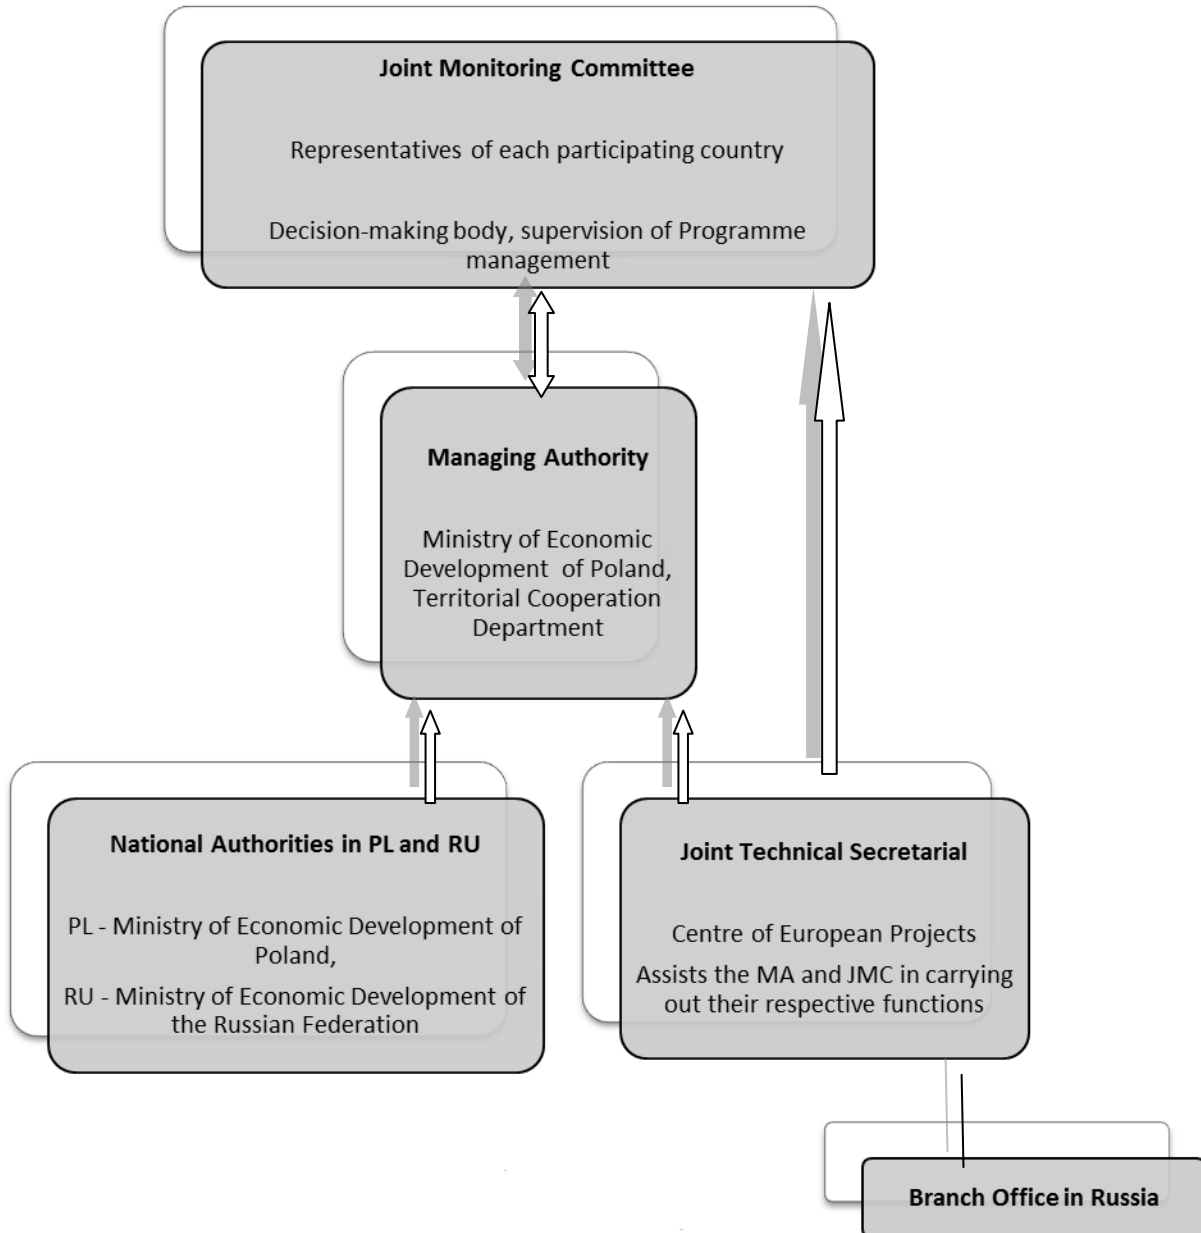 Joint Monitoring Committee
Representatives of each participating country
Decision-making body, supervision of Programme
management
Managing Authority
Ministry of Economic
Development of Poland,
Territorial Cooperation
Department
National Authorities in PL and RU
PL - Ministry of Economic Development of
Poland,
RU - Ministry of Economic Development of
the Russian Federation
Joint Technical Secretarial
Centre of European Projects
Assists the MA and JMC in carrying
out their respective functions
Branch Office in Russia